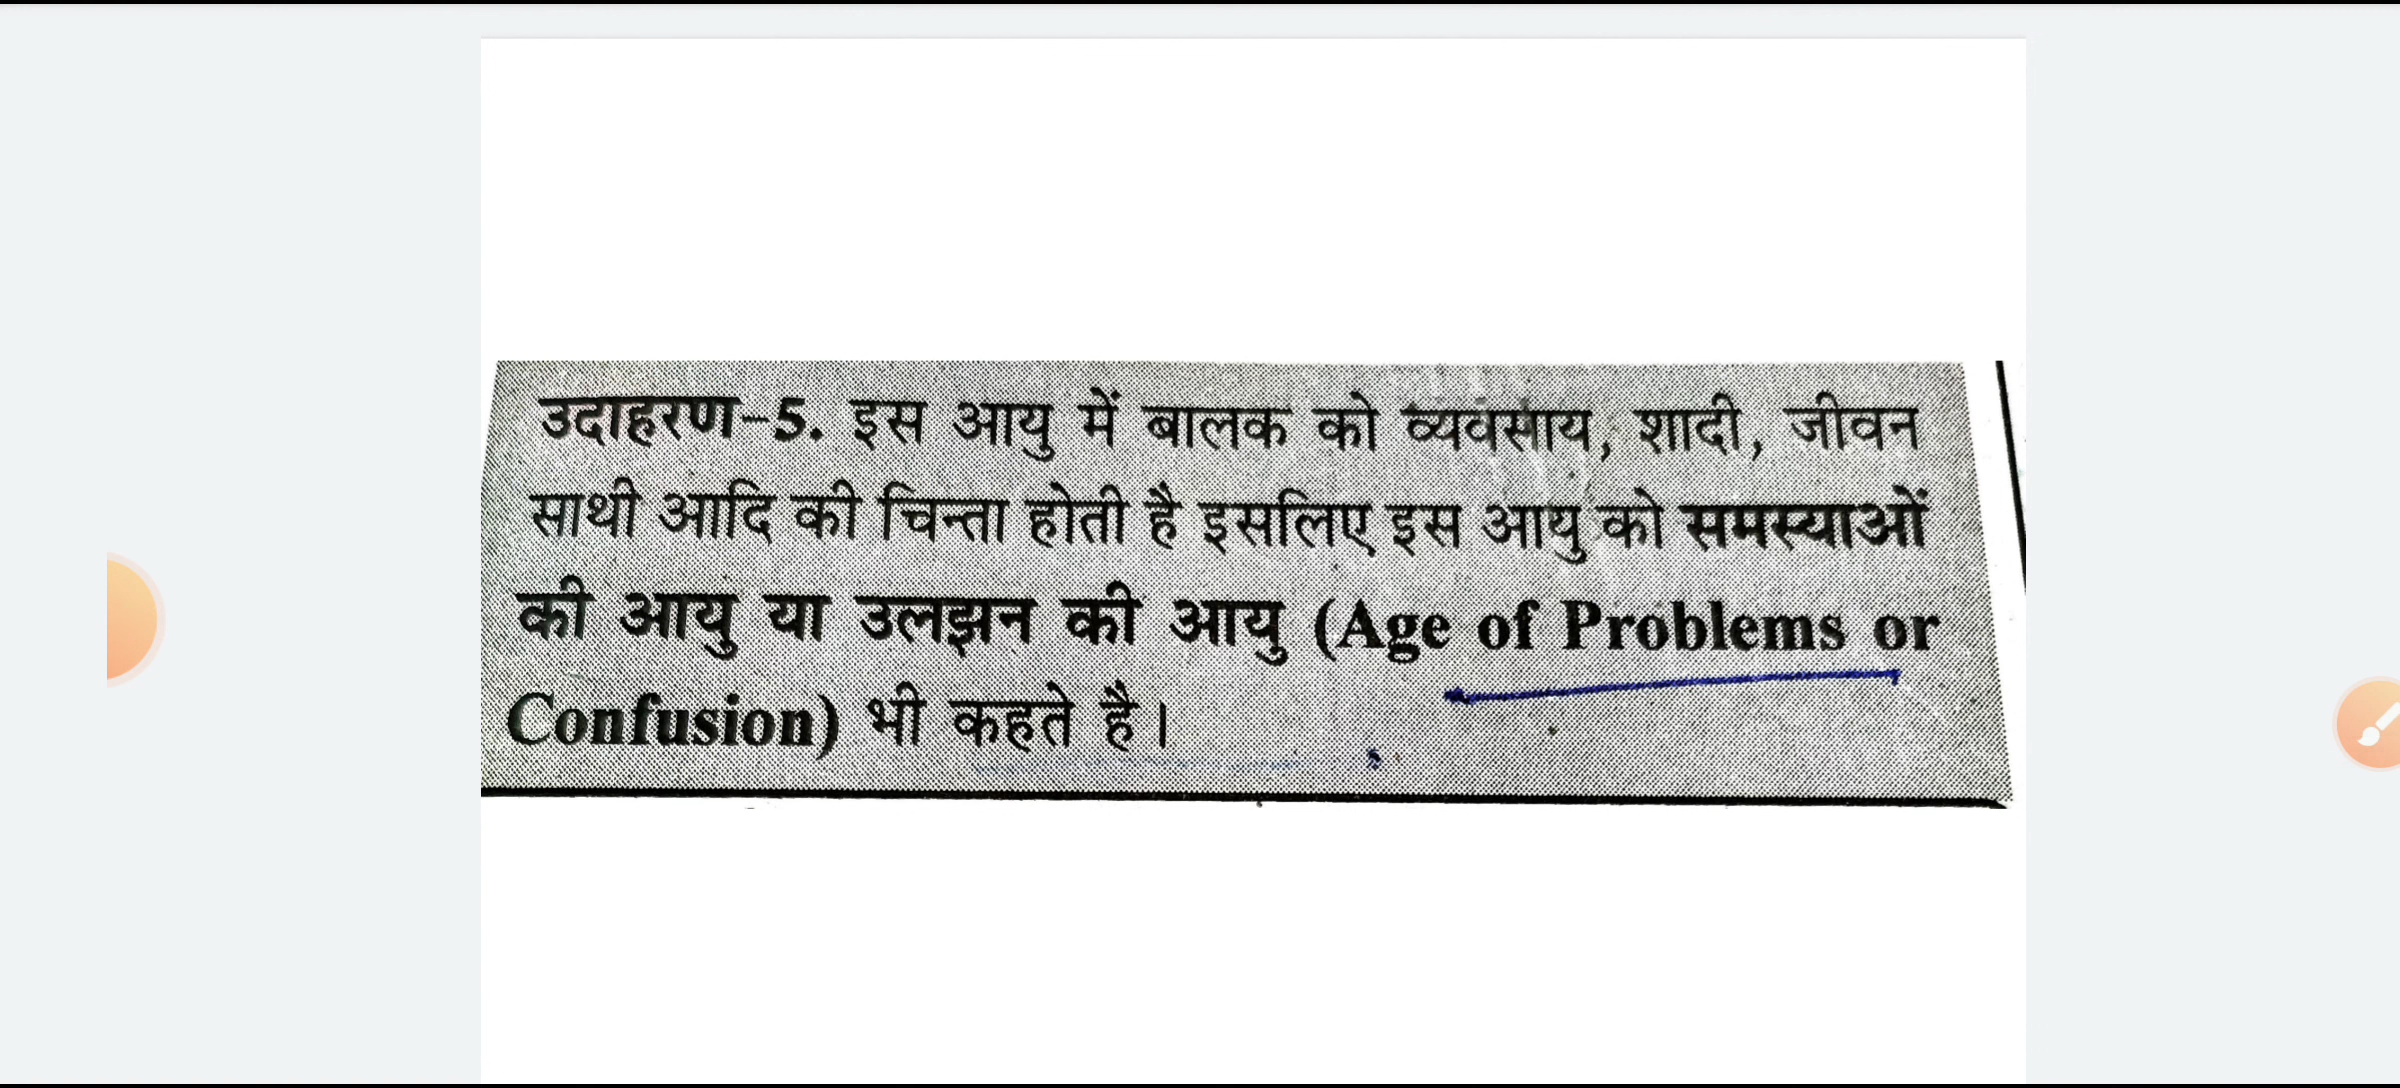 उदाहरण–5. इस आयु में बालक को व्यवसाय, शादी, जीवन
साथी आदि की चिन्ता होती है इसलिए इस आयु को समस्याओं
की आयु या उलझन की आयु (Age of Problems or
Confusion) भी कहते है।